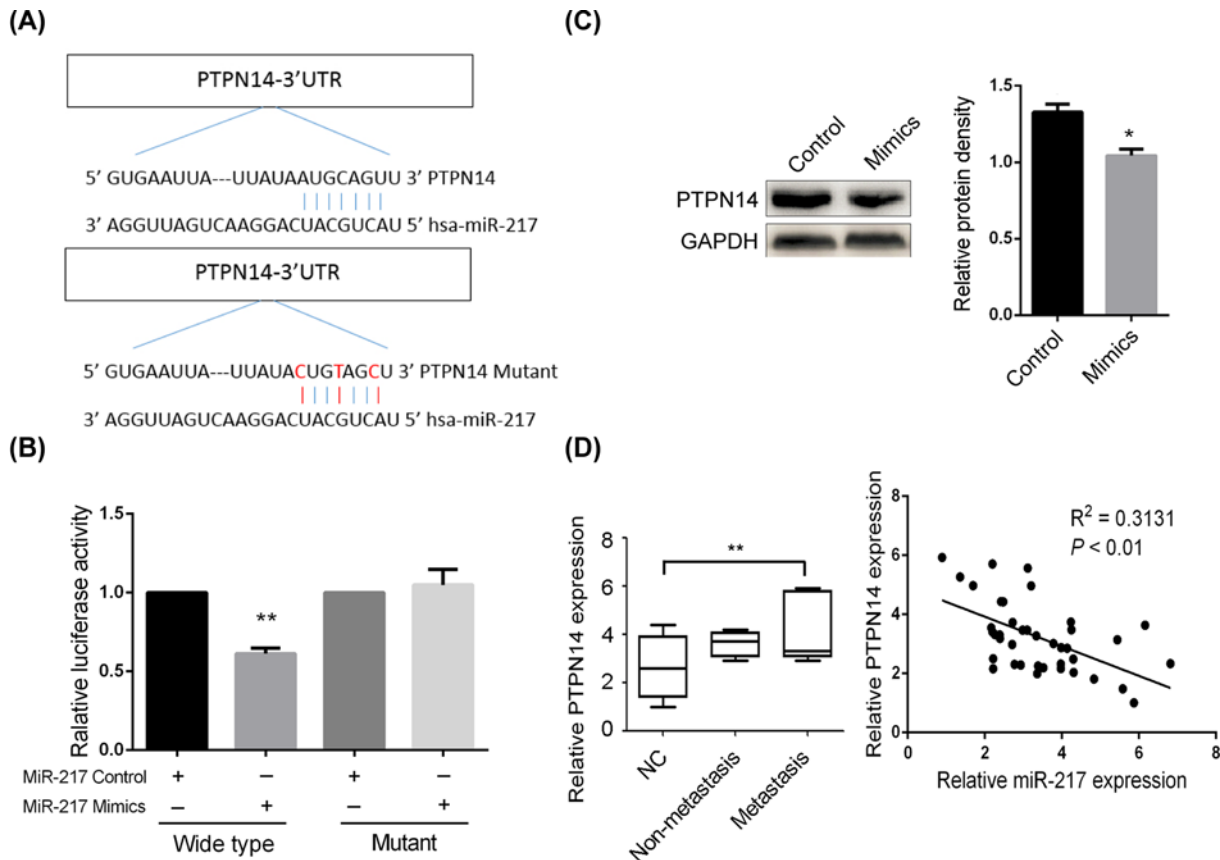 (A)
PTPN14-3'UTR
5' GUGAAUUA---UUAUAAUGCAGUU 3' PTPN14
3' AGGUUAGUCAAGGACUACGUCAU 5' hsa-miR-217
PTPN14-3'UTR
5' GUGAAUUA---UUAUACUGTAGCU 3' PTPN14 Mutant
3' AGGUUAGUCAAGGACUACGUCAU 5' hsa-miR-217
(B)
Ralative luciferase activity
1.5
1.0
0.5
0.0
**
MiR-217 Control + – + –
MiR-217 Mimics – + – +
Wide type Mutant
(C)
Control Mimics
PTPN14
GAPDH
Relative protein density
1.5
1.0
0.5
0.0
*
Control Mimics
(D)
Relative PTPN14 expression
8
6
4
2
0
**
NC Non-metastasis Metastasis
Relative PTPN14 expression
8
6
4
2
0
R² = 0.3131
P < 0.01
0 2 4 6 8
Relative miR-217 expression